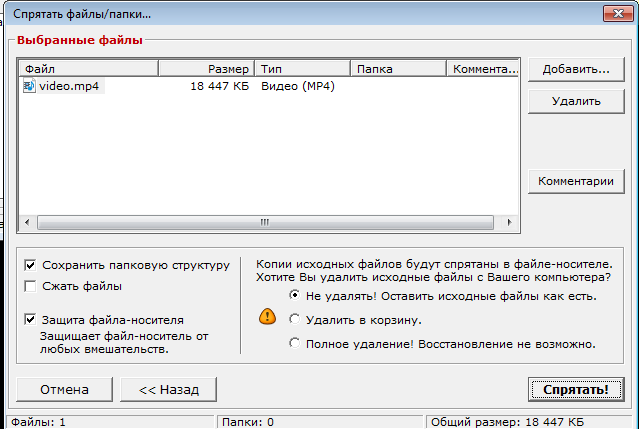 Спрятать файлы/папки...
Выбранные файлы
Файл Размер Тип Папка Коммента...
video.mp4 18 447 КБ Видео (MP4)
Добавить...
Удалить
Комментарии
Сохранить папковую структуру
Сжать файлы
Защита файла-носителя
Защищает файл-носитель от
любых вмешательств.
Копии исходных файлов будут спрятаны в файле-носителе.
Хотите Вы удалить исходные файлы с Вашего компьютера?
Не удалять! Оставить исходные файлы как есть.
Удалить в корзину.
Полное удаление! Восстановление не возможно.
Отмена
<< Назад
Спрятать!
Файлы: 1 Папки: 0 Общий размер: 18 447 КБ